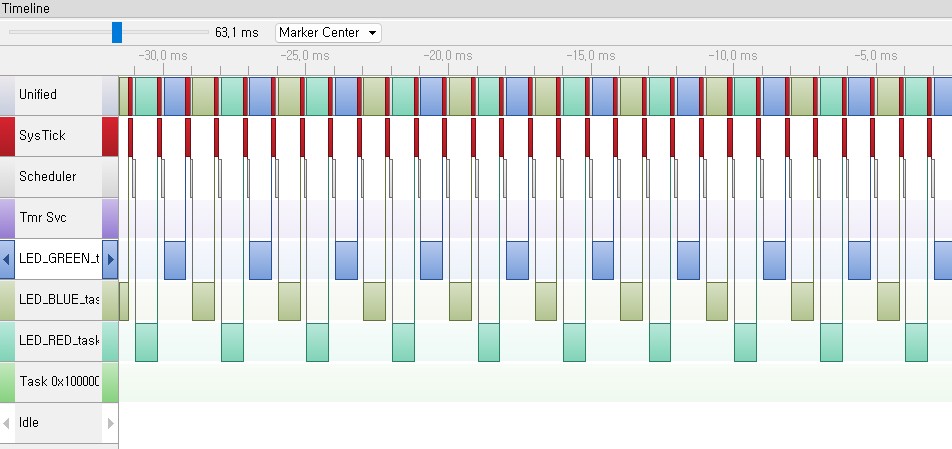 Timeline
63,1 ms
Marker Center
-30,0 ms -25,0 ms -20,0 ms -15,0 ms -10,0 ms -5,0 ms
Unified
SysTick
Scheduler
Tmr Svc
LED_GREEN_t
LED_BLUE_tas
LED_RED_task
Task 0x100000
Idle